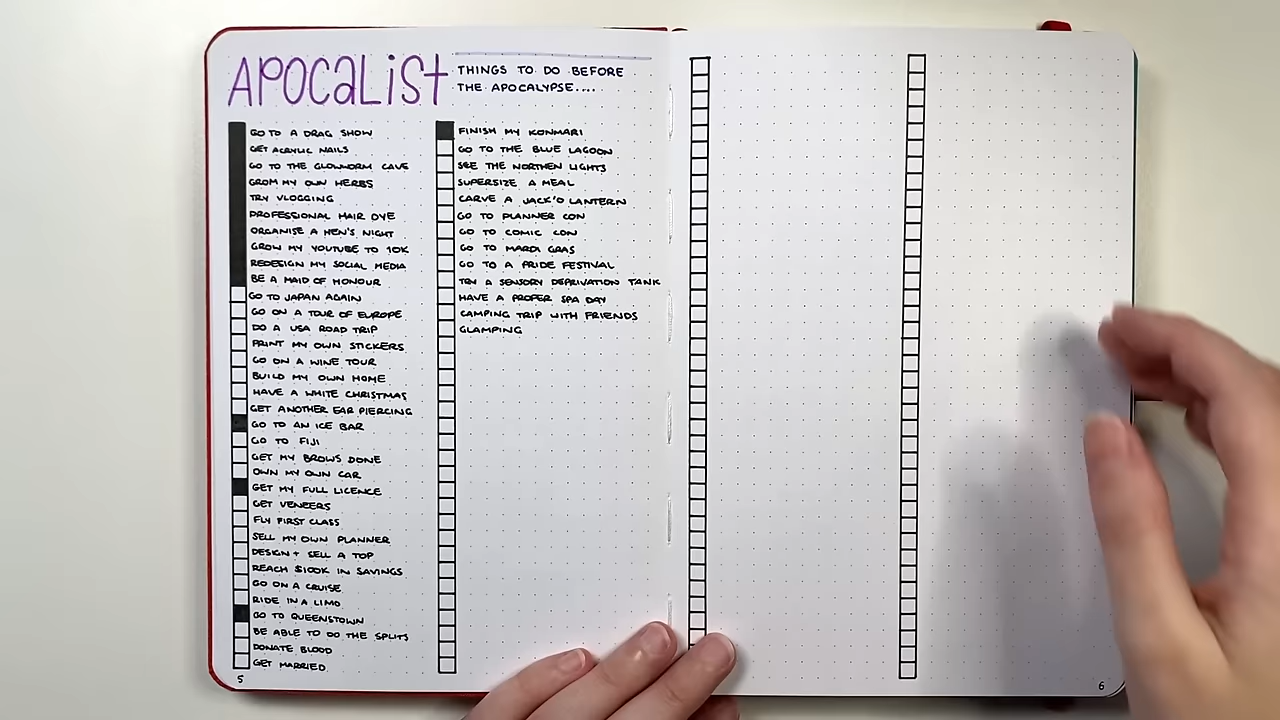 APOCALIST
THINGS TO DO BEFORE
THE APOCALYPSE....
GO TO A DRAG SHOW
GET ACRYLIC NAILS
GO TO THE GLOWORM CAVE
GROW MY OWN HERBS
TRY VLOGGING
PROFESSIONAL HAIR DYE
ORGANISE A HEN'S NIGHT
GROW MY YOUTUBE TO 10K
REDESIGN MY SOCIAL MEDIA
BE A MAID OF HONOUR
GO TO JAPAN AGAIN
GO ON A TOUR OF EUROPE
DO A USA ROAD TRIP
PRINT MY OWN STICKERS
GO ON A WINE TOUR
BUILD MY OWN HOME
HAVE A WHITE CHRISTMAS
GET ANOTHER EAR PIERCING
GO TO AN ICE BAR
GO TO FIJI
GET MY BROWS DONE
OWN MY OWN CAR
GET MY FULL LICENCE
GET VENEERS
FLY FIRST CLASS
SELL MY OWN PLANNER
DESIGN + SELL A TOP
REACH $100K IN SAVINGS
GO ON A CRUISE
RIDE IN A LIMO
GO TO QUEENSTOWN
BE ABLE TO DO THE SPLITS
DONATE BLOOD
GET MARRIED
5
FINISH MY KONMARI
GO TO THE BLUE LAGOON
SEE THE NORTHEN LIGHTS
SUPERSIZE A MEAL
CARVE A JACK'O LANTERN
GO TO PLANNER CON
GO TO COMIC CON
GO TO MARDI GRAS
GO TO A PRIDE FESTIVAL
TRY A SENSORY DEPRIVATION TANK
HAVE A PROPER SPA DAY
CAMPING TRIP WITH FRIENDS
GLAMPING
6